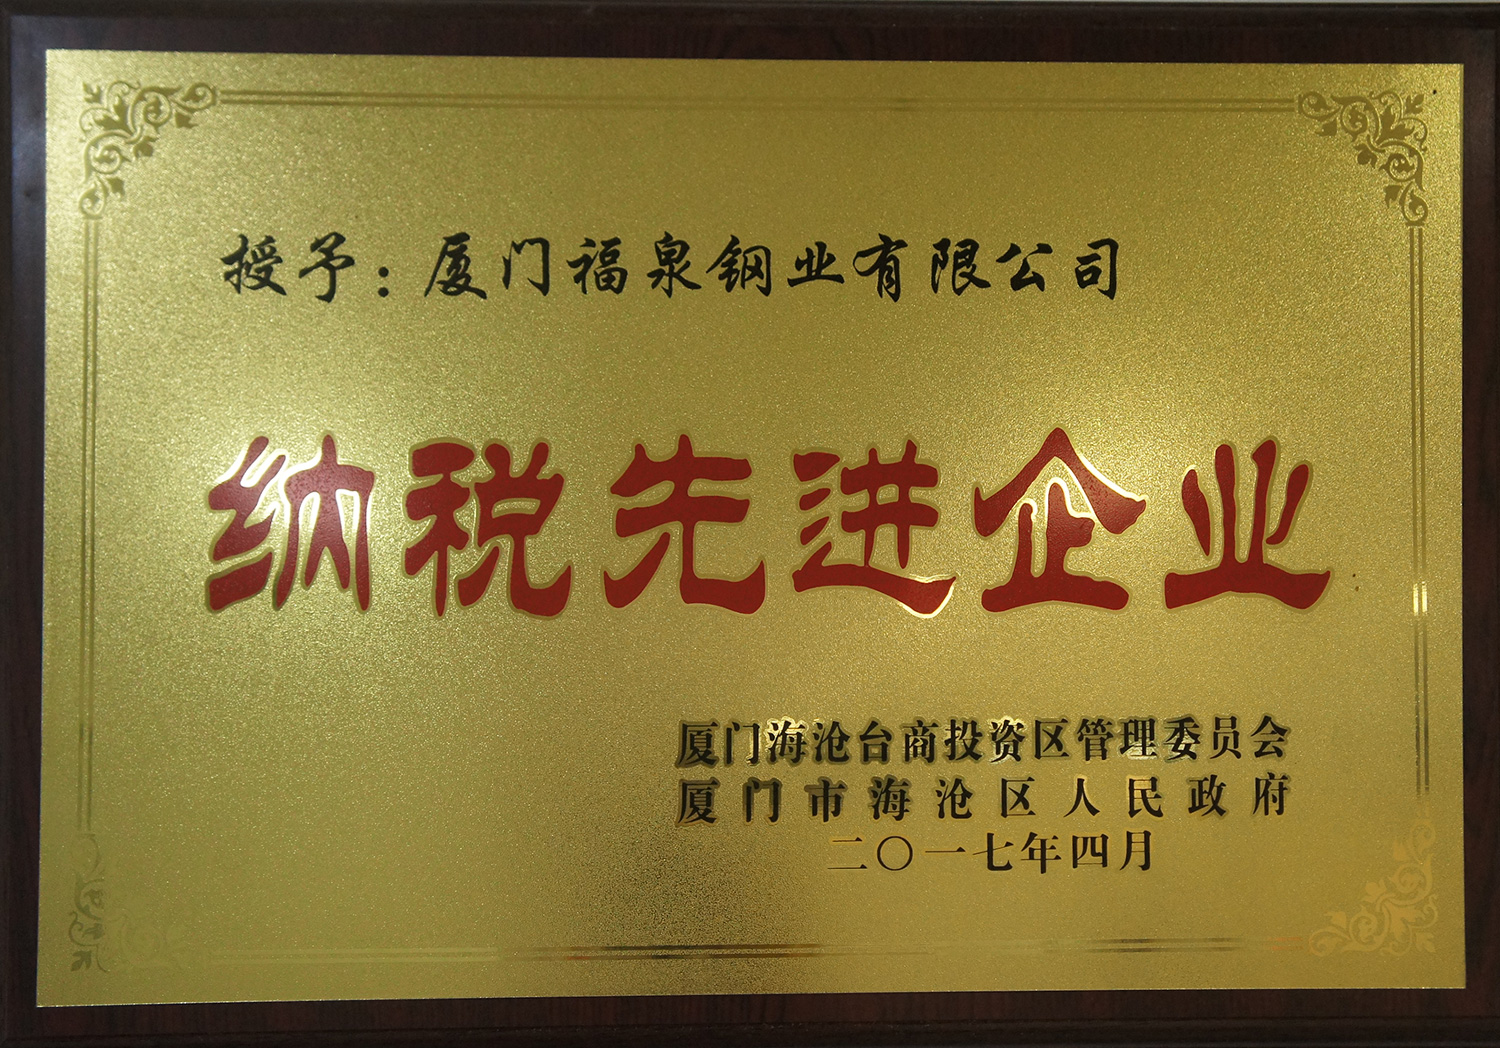 授予：厦门福泉钢业有限公司
纳税先进企业
厦门海沧台商投资区管理委员会
厦门市海沧区人民政府
二〇一七年四月